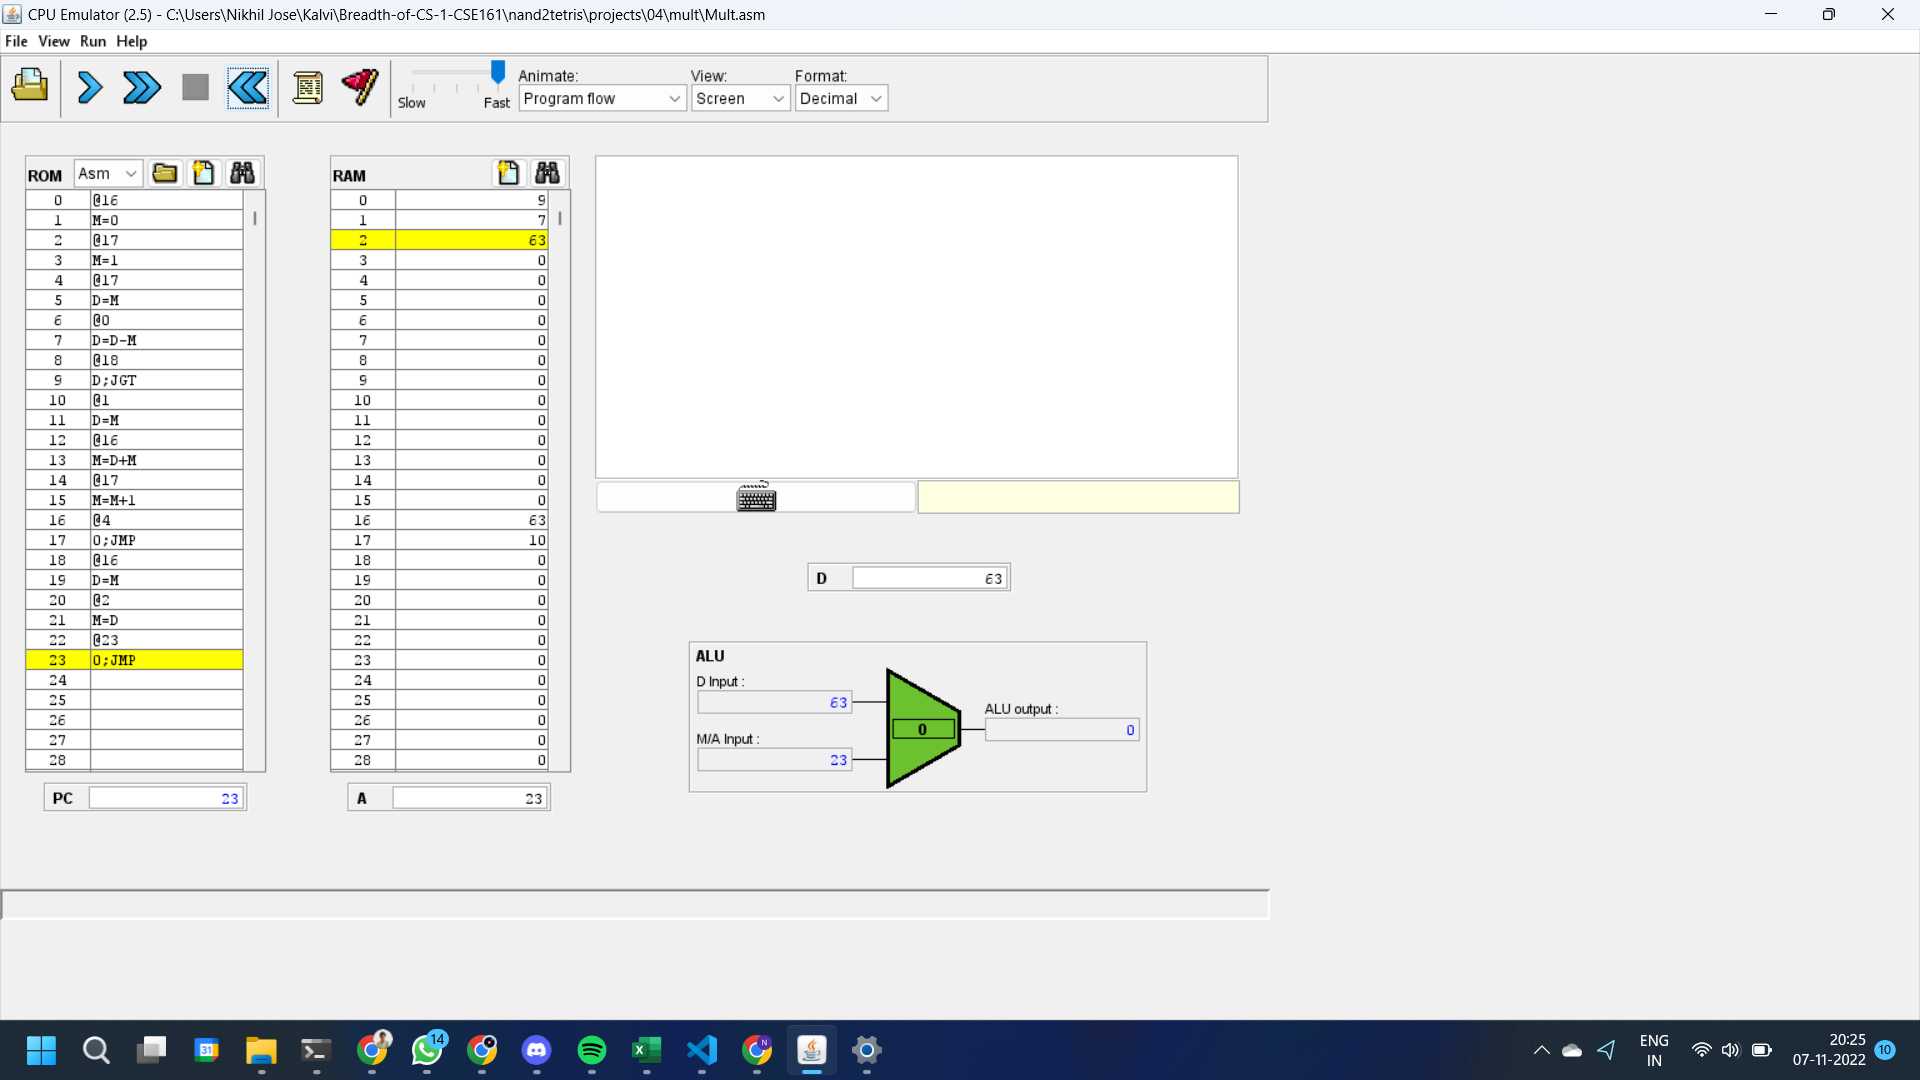 CPU Emulator (2.5) - C:\Users\Nikhil Jose\Kalvi\Breadth-of-CS-1-CSE161\nand2tetris\projects\04\mult\Mult.asm
File View Run Help
Slow Fast
Animate: View: Format:
Program flow Screen Decimal
ROM Asm
0 @16
1 M=0
2 @17
3 M=1
4 @17
5 D=M
6 @0
7 D=D-M
8 @18
9 D;JGT
10 @1
11 D=M
12 @16
13 M=D+M
14 @17
15 M=M+1
16 @4
17 0;JMP
18 @16
19 D=M
20 @2
21 M=D
22 @23
23 0;JMP
24
25
26
27
28
PC 23
RAM
0 9
1 7
2 63
3 0
4 0
5 0
6 0
7 0
8 0
9 0
10 0
11 0
12 0
13 0
14 0
15 0
16 63
17 10
18 0
19 0
20 0
21 0
22 0
23 0
24 0
25 0
26 0
27 0
28 0
A 23
D 63
ALU
D Input :
63
M/A Input :
23
0
ALU output :
0
31
14
N
ENG
IN
20:25
07-11-2022
10